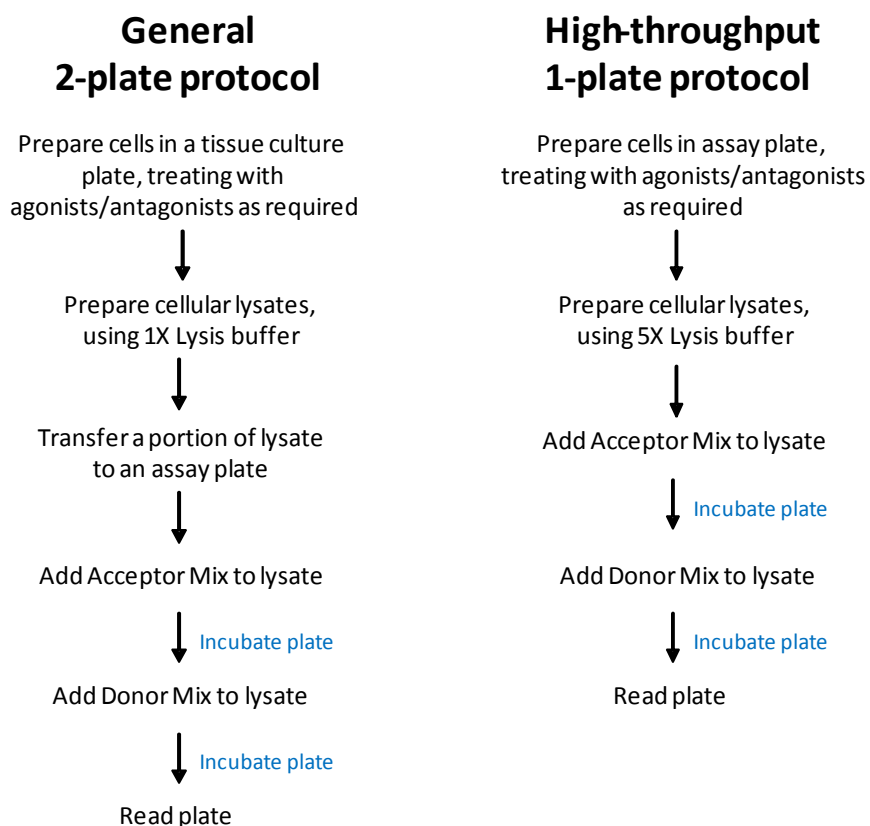 General
2-plate protocol
Prepare cells in a tissue culture
plate, treating with
agonists/antagonists as required
Prepare cellular lysates,
using 1X Lysis buffer
Transfer a portion of lysate
to an assay plate
Add Acceptor Mix to lysate
Incubate plate
Add Donor Mix to lysate
Incubate plate
Read plate
High-throughput
1-plate protocol
Prepare cells in assay plate,
treating with agonists/antagonists
as required
Prepare cellular lysates,
using 5X Lysis buffer
Add Acceptor Mix to lysate
Incubate plate
Add Donor Mix to lysate
Incubate plate
Read plate